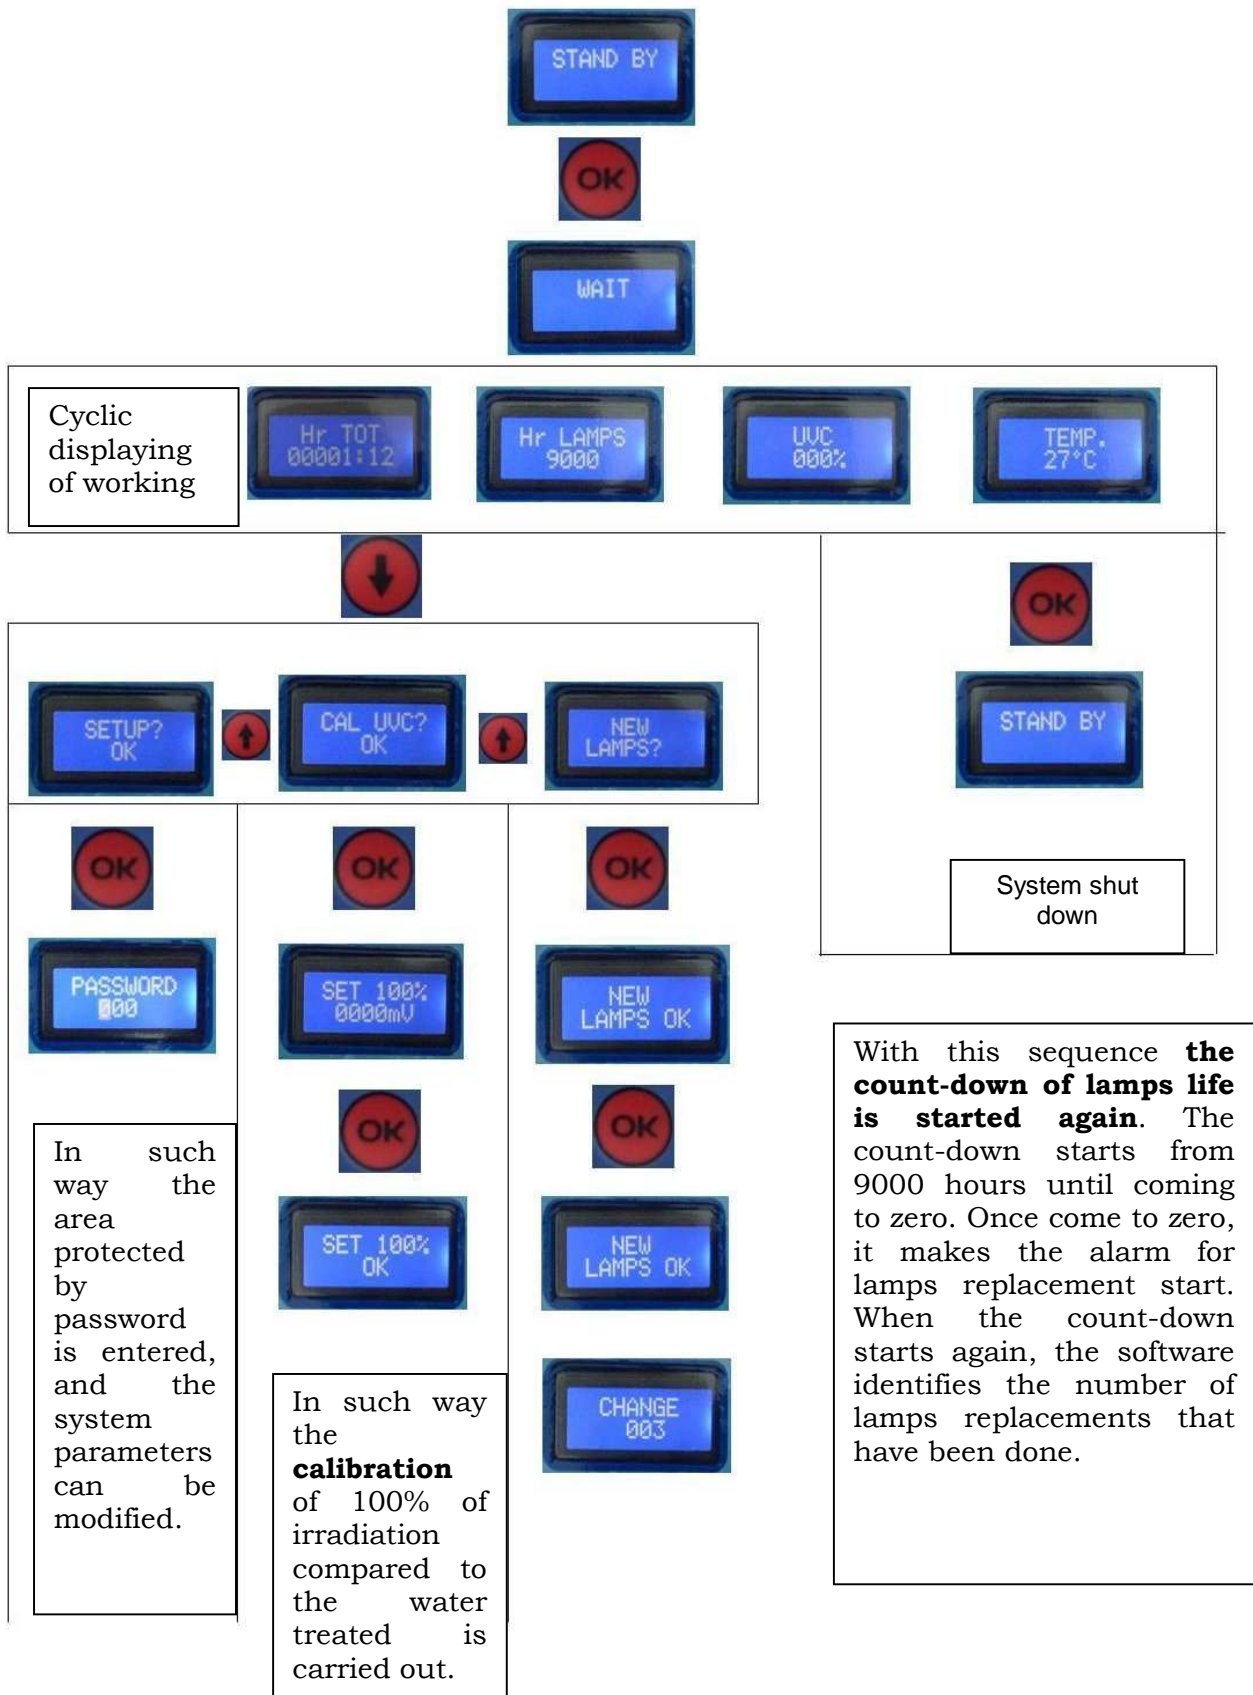 STAND BY
OK
WAIT
Cyclic
displaying
of working
Hr TOT
00001:12
Hr LAMPS
9000
UVC
000%
TEMP.
27°C
OK
STAND BY
System shut
down
SETUP?
OK
CAL UVC?
OK
NEW
LAMPS?
OK
OK
OK
PASSWORD
000
SET 100%
0000mV
NEW
LAMPS OK
OK
OK
SET 100%
OK
NEW
LAMPS OK
CHANGE
003
In such
way the
area
protected
by
password
is entered,
and the
system
parameters
can be
modified.
In such way
the
calibration
of 100% of
irradiation
compared to
the water
treated is
carried out.
With this sequence the
count-down of lamps life
is started again. The
count-down starts from
9000 hours until coming
to zero. Once come to zero,
it makes the alarm for
lamps replacement start.
When the count-down
starts again, the software
identifies the number of
lamps replacements that
have been done.